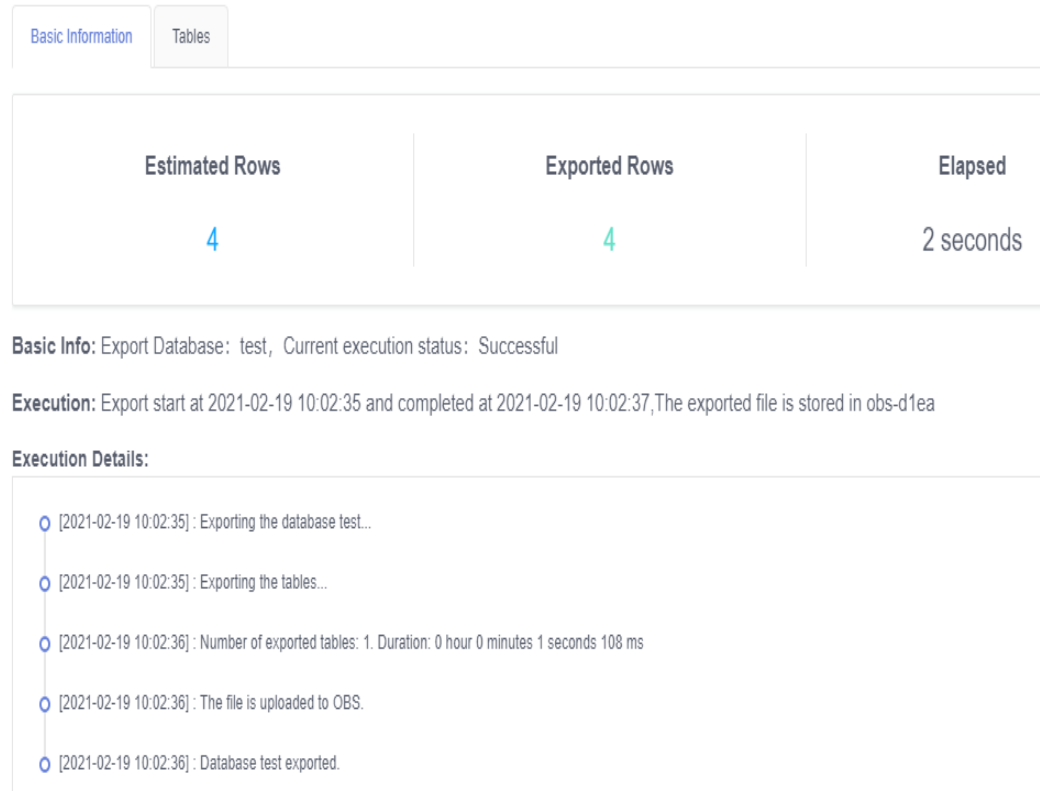 Basic Information Tables
Estimated Rows Exported Rows Elapsed
4 4 2 seconds
Basic Info: Export Database：test，Current execution status：Successful
Execution: Export start at 2021-02-19 10:02:35 and completed at 2021-02-19 10:02:37,The exported file is stored in obs-d1ea
Execution Details:
[2021-02-19 10:02:35] : Exporting the database test...
[2021-02-19 10:02:35] : Exporting the tables...
[2021-02-19 10:02:36] : Number of exported tables: 1. Duration: 0 hour 0 minutes 1 seconds 108 ms
[2021-02-19 10:02:36] : The file is uploaded to OBS.
[2021-02-19 10:02:36] : Database test exported.